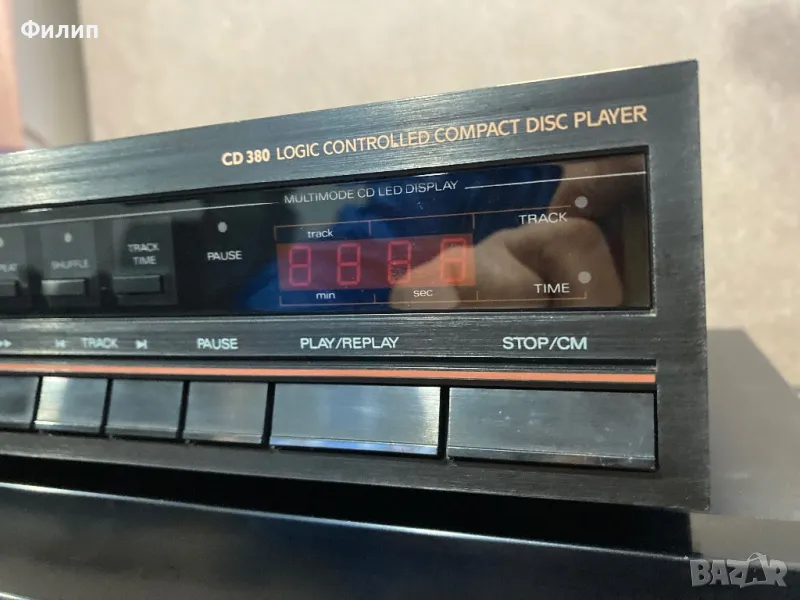 Филип
CD 380 LOGIC CONTROLLED COMPACT DISC PLAYER
MULTIMODE CD LED DISPLAY
track
TRACK
SHUFFLE
TRACK
TIME
PAUSE
min
sec
TIME
TRACK
PAUSE
PLAY/REPLAY
STOP/CM
BAZAR